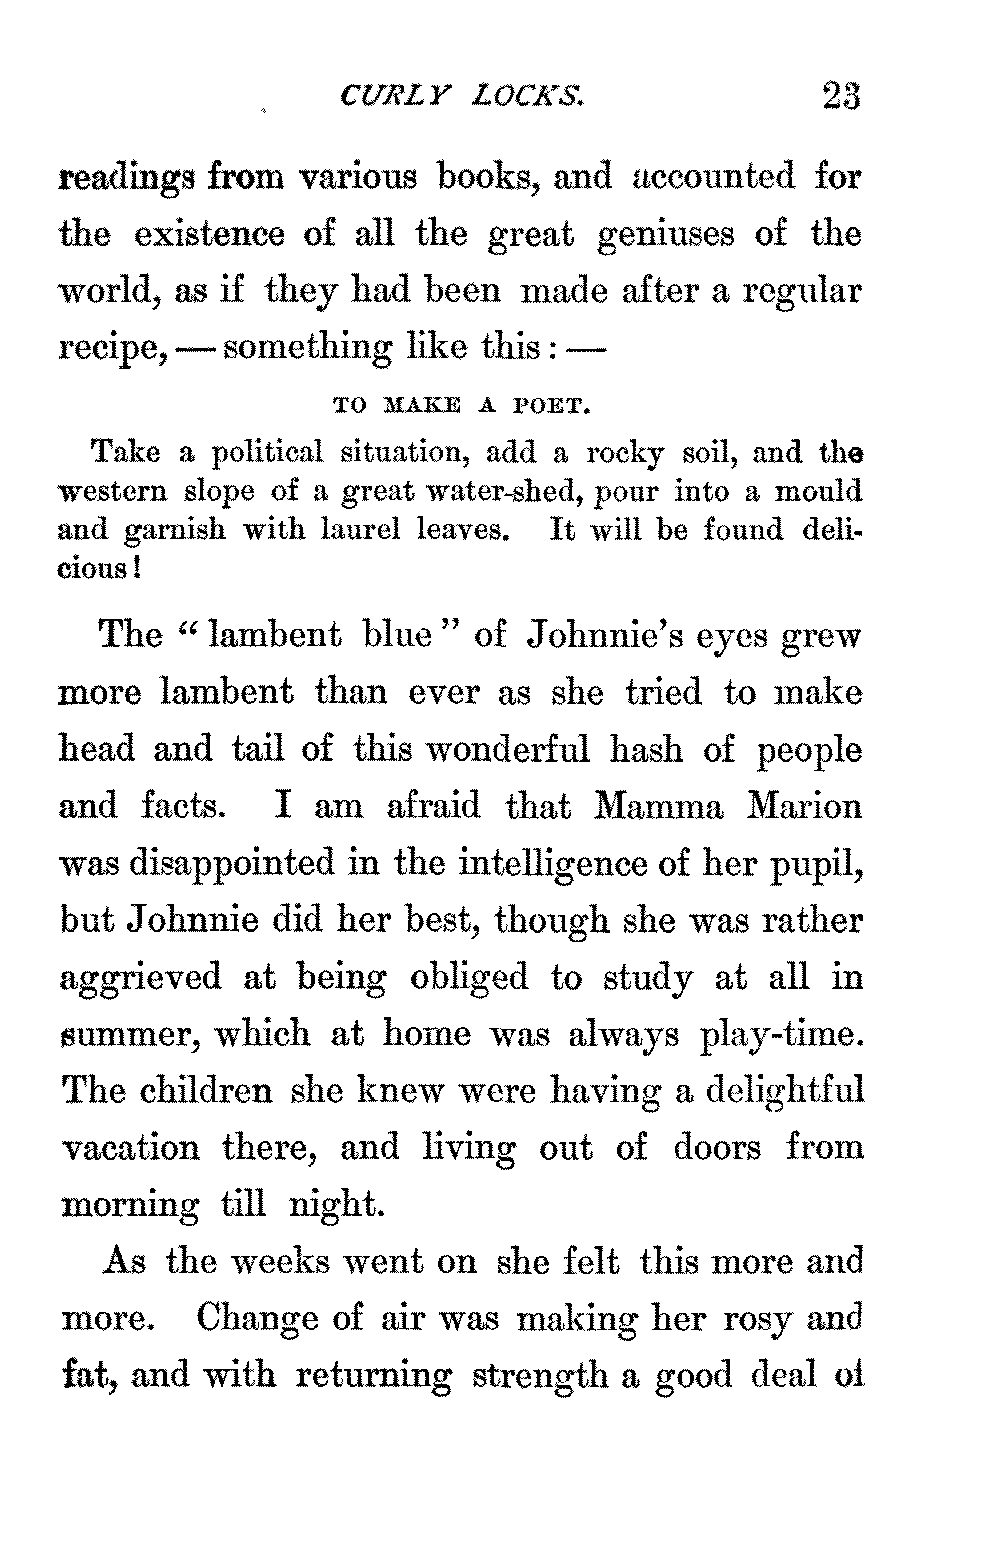 CURLY LOCKS. 23
readings from various books, and accounted for
the existence of all the great geniuses of the
world, as if they had been made after a regular
recipe, — something like this : —
TO MAKE A POET.
Take a political situation, add a rocky soil, and the
western slope of a great water-shed, pour into a mould
and garnish with laurel leaves. It will be found deli-
cious!
The “lambent blue” of Johnnie's eyes grew
more lambent than ever as she tried to make
head and tail of this wonderful hash of people
and facts. I am afraid that Mamma Marion
was disappointed in the intelligence of her pupil,
but Johnnie did her best, though she was rather
aggrieved at being obliged to study at all in
summer, which at home was always play-time.
The children she knew were having a delightful
vacation there, and living out of doors from
morning till night.
As the weeks went on she felt this more and
more. Change of air was making her rosy and
fat, and with returning strength a good deal of